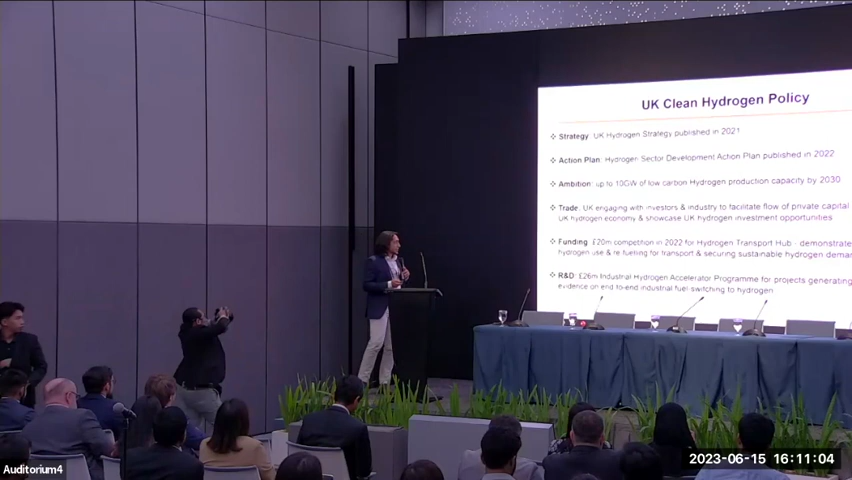 UK Clean Hydrogen Policy
❖ Strategy: UK Hydrogen Strategy published in 2021
❖ Action Plan: Hydrogen Sector Development Action Plan published in 2022
❖ Ambition: up to 10GW of low carbon Hydrogen production capacity by 2030
❖ Trade: UK engaging with investors & industry to facilitate flow of private capital
UK hydrogen economy & showcase UK hydrogen investment opportunities
❖ Funding: £20m competition in 2022 for Hydrogen Transport Hub - demonstrate
hydrogen use & re fuelling for transport & securing sustainable hydrogen deman
❖ R&D: £26m Industrial Hydrogen Accelerator Programme for projects generating
evidence on end to-end industrial fuel switching to hydrogen
Auditorium4
2023-06-15 16:11:04